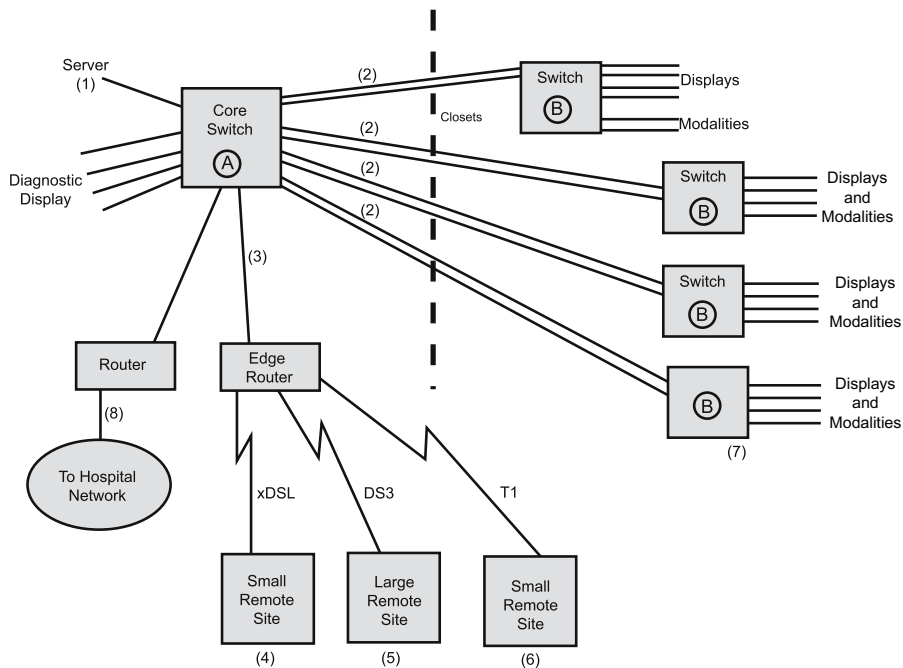 Server
(1)
Core
Switch
A
Diagnostic
Display
(2)
(2)
(2)
(2)
Closets
Switch
B
Displays
Modalities
Switch
B
Displays
and
Modalities
Switch
B
Displays
and
Modalities
B
(7)
Displays
and
Modalities
(3)
Router
(8)
To Hospital
Network
Edge
Router
xDSL
DS3
T1
Small
Remote
Site
(4)
Large
Remote
Site
(5)
Small
Remote
Site
(6)